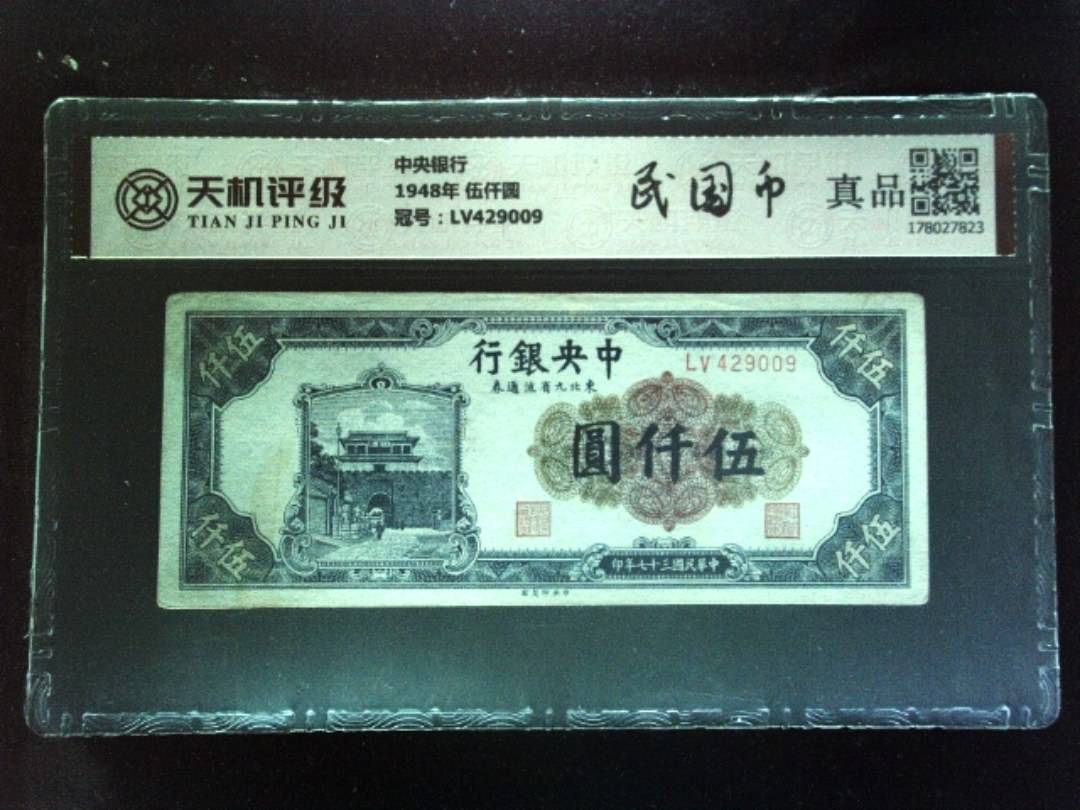 天机评级
TIAN JI PING JI
中央银行
1948年 伍仟圆
冠号:LV429009
民国币
真品
178027823
行銀央中
LV 429009
券通流省九北東
圓仟伍
仟伍
仟伍
仟伍
仟伍
印年七十三國民華中